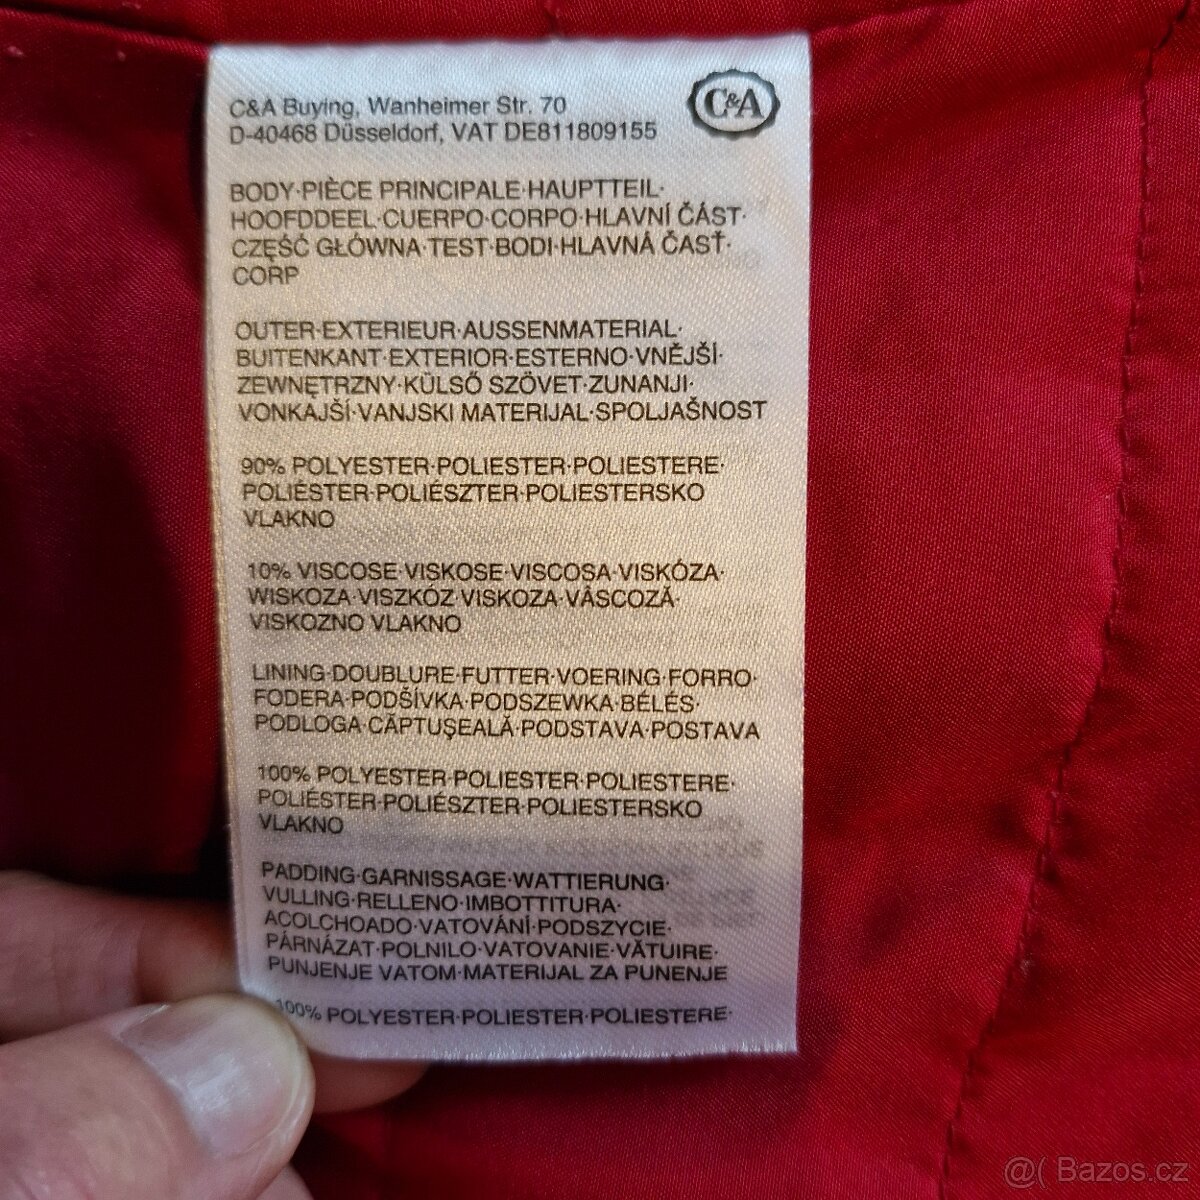 C&A Buying, Wanheimer Str. 70
D-40468 Düsseldorf, VAT DE811809155
C&A
BODY·PIÈCE PRINCIPALE·HAUPTTEIL·
HOOFDDEEL·CUERPO·CORPO·HLAVNÍ ČÁST·
CZĘŚĆ GŁÓWNA·TEST·BODI·HLAVNÁ ČASŤ·
CORP
OUTER·EXTERIEUR·AUSSENMATERIAL·
BUITENKANT·EXTERIOR·ESTERNO·VNĚJŠÍ·
ZEWNĘTRZNY·KÜLSŐ SZÖVET·ZUNANJI·
VONKAJŠÍ·VANJSKI MATERIJAL·SPOLJAŠNOST
90% POLYESTER·POLIESTER·POLIESTERE·
POLIÉSTER·POLIÉSZTER·POLIESTERSKO
VLAKNO
10% VISCOSE·VISKOSE·VISCOSA·VISKÓZA·
WISKOZA·VISZKÓZ·VISKOZA·VÂSCOZĂ·
VISKOZNO VLAKNO
LINING·DOUBLURE·FUTTER·VOERING·FORRO·
FODERA·PODŠÍVKA·PODSZEWKA·BÉLÉS·
PODLOGA·CĂPTUŞEALĂ·PODSTAVA·POSTAVA
100% POLYESTER·POLIESTER·POLIESTERE·
POLIÉSTER·POLIÉSZTER·POLIESTERSKO
VLAKNO
PADDING·GARNISSAGE·WATTIERUNG·
VULLING·RELLENO·IMBOTTITURA·
ACOLCHOADO·VATOVÁNÍ·PODSZYCIE·
PÁRNÁZAT·POLNILO·VATOVANIE·VĂTUIRE·
PUNJENJE VATOM·MATERIJAL ZA PUNENJE
100% POLYESTER·POLIESTER·POLIESTERE·
@( Bazos.cz